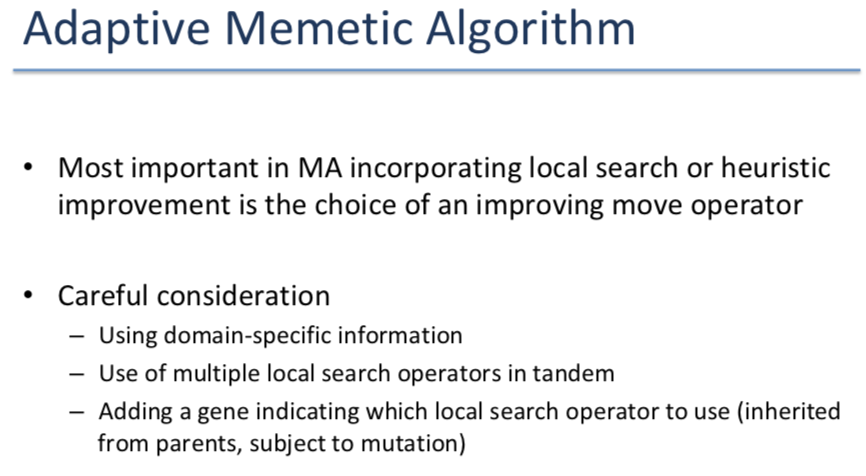 Adaptive Memetic Algorithm
• Most important in MA incorporating local search or heuristic
improvement is the choice of an improving move operator
• Careful consideration
– Using domain-specific information
– Use of multiple local search operators in tandem
– Adding a gene indicating which local search operator to use (inherited
from parents, subject to mutation)